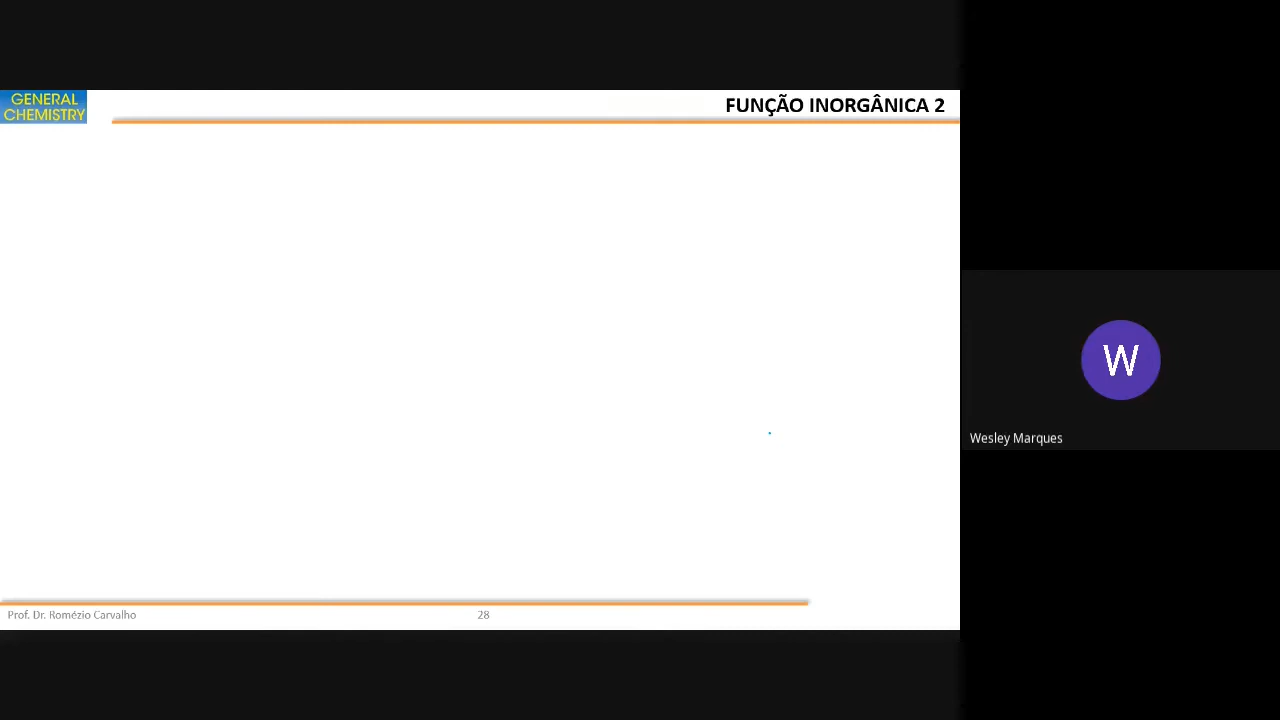 GENERAL
CHEMISTRY
FUNÇÃO INORGÂNICA 2
W
Wesley Marques
Prof. Dr. Romézio Carvalho
28